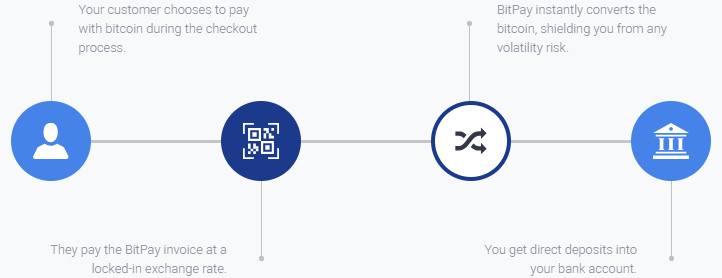 Your customer chooses to pay
with bitcoin during the checkout
process.
They pay the BitPay invoice at a
locked-in exchange rate.
BitPay instantly converts the
bitcoin, shielding you from any
volatility risk.
You get direct deposits into
your bank account.